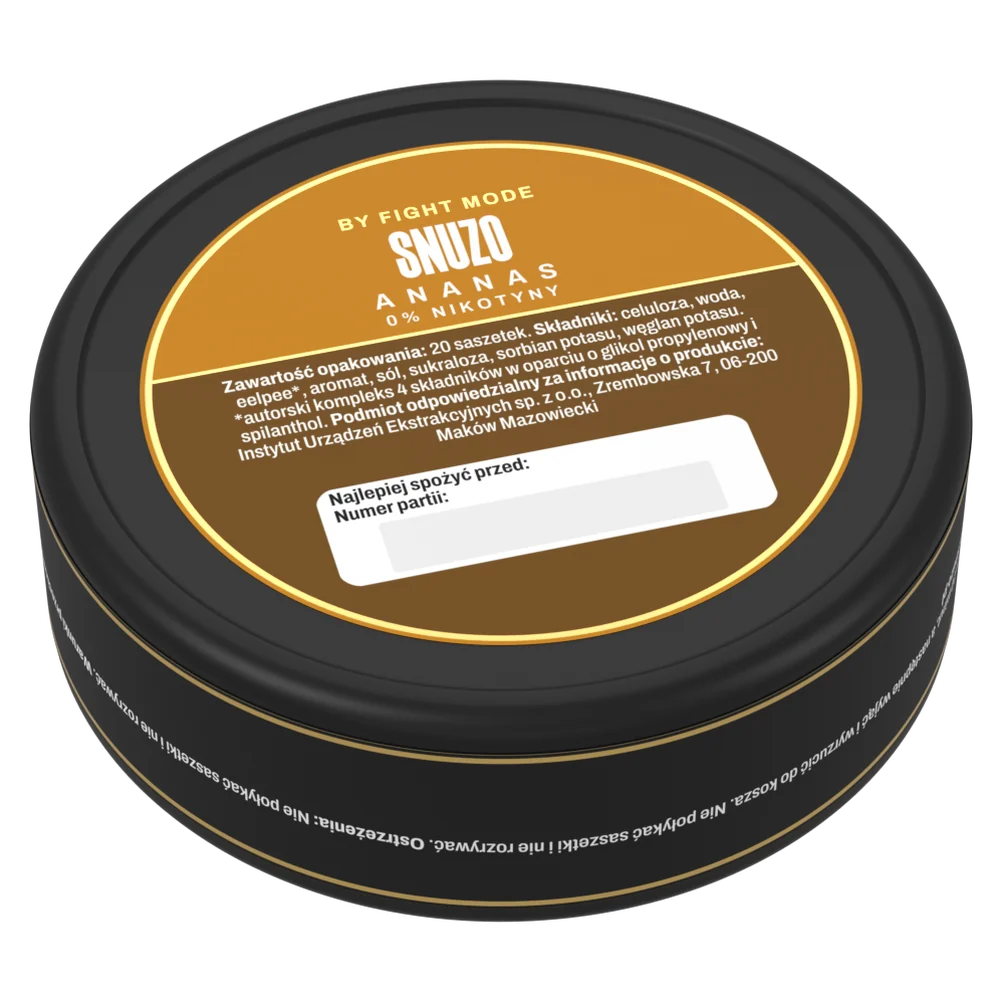 BY FIGHT MODE
SNUZO
ANANAS
0% NIKOTYNY
Zawartość opakowania: 20 saszetek. Składniki: celuloza, woda,
eelpee*, aromat, sól, sukraloza, sorbian potasu, węglan potasu.
*autorski kompleks 4 składników w oparciu o glikol propylenowy i
spilanthol. Podmiot odpowiedzialny za informacje o produkcie:
Instytut Urządzeń Ekstrakcyjnych sp. z o.o., Zrembowska 7, 06-200
Maków Mazowiecki
Najlepiej spożyć przed:
Numer partii:
a następnie wyjąć i wyrzucić do kosza. Nie połykać saszetki i nie rozrywać. Ostrzeżenia: Nie połykać saszetki i nie rozrywać. Warunki